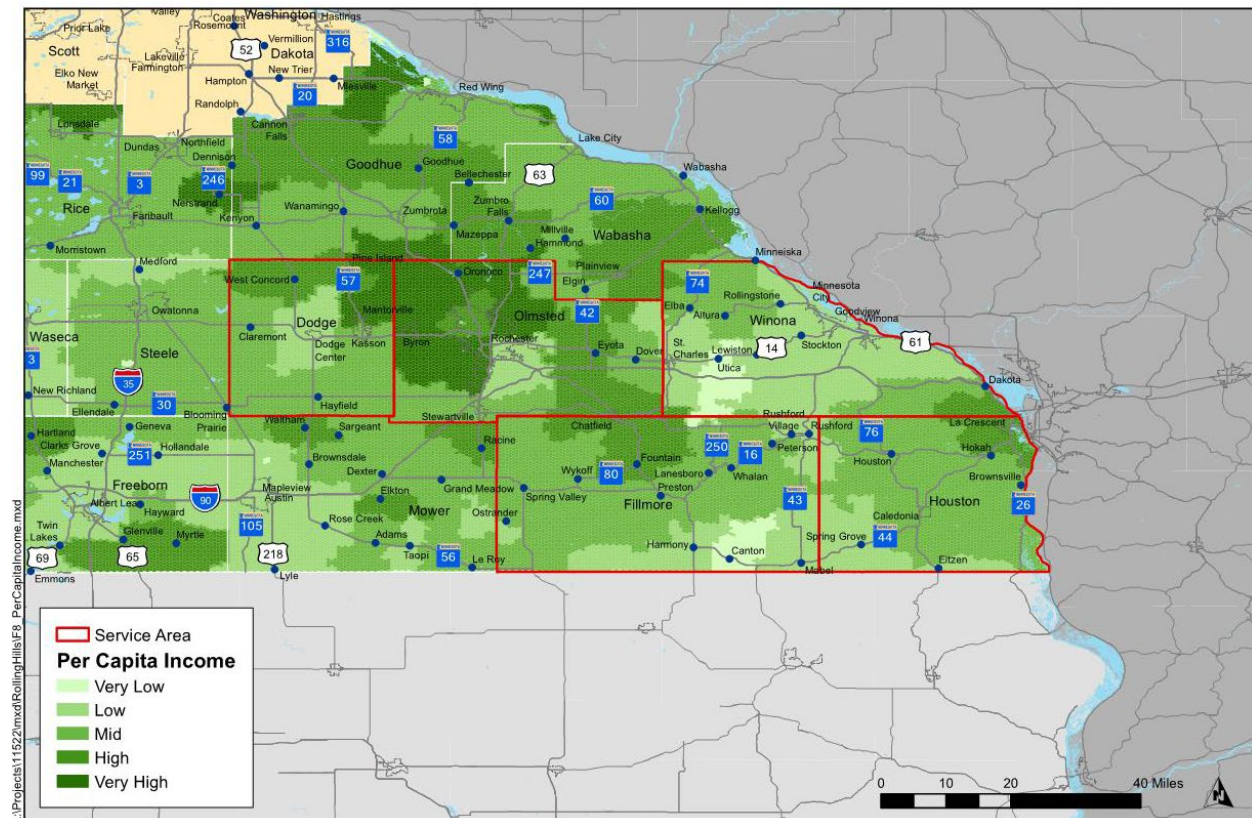 Valley
Prior Lake
Coates
Rosemount
Washington
Hastings
Scott
Lakeville
Vermillion
316
52
Dakota
Elko New
Market
Farmington
Hampton
New Trier
Miesville
20
Randolph
Red Wing
Lonsdale
Cannon
Falls
Dundas
Northfield
Dennison
58
Lake City
Goodhue
Goodhue
99
21
3
246
Bellechester
63
Wabasha
Rice
Nerstrand
Faribault
Kenyon
Wanamingo
Zumbrota
Zumbro
Falls
60
Kellogg
Morristown
Mazeppa
Millville
Hammond
Wabasha
Medford
Pine Island
Minneiska
West Concord
57
Oronoco
247
Plainview
Elgin
74
Minnesota
City
Owatonna
Mantorville
Olmsted
42
Elba
Altura
Rollingstone
Goodview
Winona
Waseca
Dodge
Winona
Claremont
Kasson
Byron
Rochester
St.
Charles
Stockton
61
3
Steele
Dodge
Center
Eyota
Dover
Lewiston
Utica
14
35
New Richland
Dakota
Ellendale
30
Blooming
Prairie
Hayfield
Stewartville
Geneva
Waltham
Sargeant
Chatfield
Rushford
Village
Rushford
76
La Crescent
Hartland
Clarks Grove
251
Hollandale
Racine
Fountain
250
16
Peterson
Hokah
Manchester
Brownsdale
Wykoff
80
Lanesboro
Whalan
Houston
Dexter
Grand Meadow
Spring Valley
Preston
Brownsville
Freeborn
90
Mapleview
Austin
Elkton
Fillmore
43
Houston
26
Albert Lea
Hayward
Mower
Ostrander
Twin
Lakes
105
Rose Creek
Caledonia
Glenville
Adams
Harmony
Spring Grove
44
69
65
Myrtle
218
Taopi
56
Le Roy
Canton
Mabel
Eitzen
Emmons
Lyle
Service Area
Per Capita Income
Very Low
Low
Mid
High
Very High
0 10 20 40 Miles
N
:\Projects\11522\mxd\RollingHills\F8_PerCapitaIncome.mxd